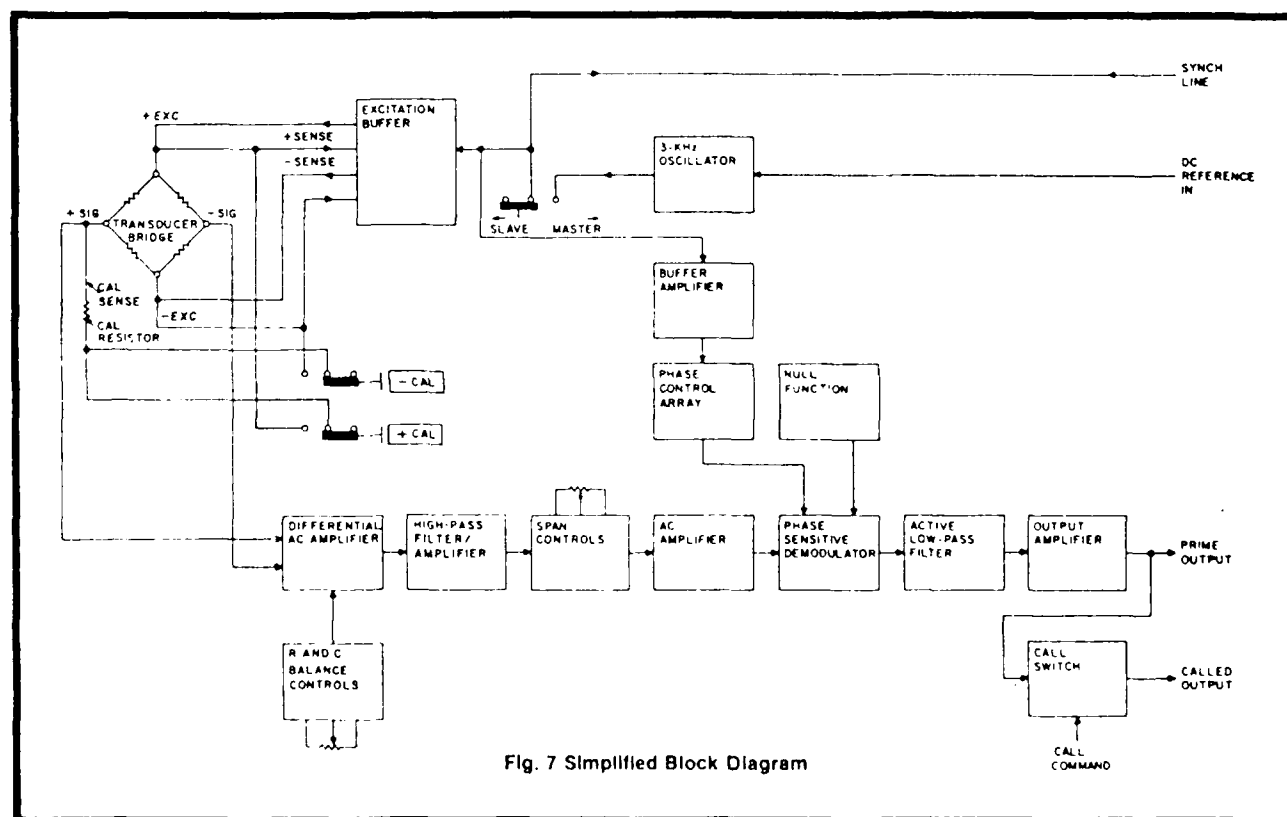 SYNCH
LINE
+ EXC
EXCITATION
BUFFER
+ SENSE
- SENSE
3-KHz
OSCILLATOR
DC
REFERENCE
IN
+ SIG
- SIG
TRANSDUCER
BRIDGE
SLAVE
MASTER
CAL
SENSE
CAL
RESISTOR
- EXC
BUFFER
AMPLIFIER
- CAL
PHASE
CONTROL
ARRAY
NULL
FUNCTION
+ CAL
DIFFERENTIAL
AC AMPLIFIER
HIGH-PASS
FILTER/
AMPLIFIER
SPAN
CONTROLS
AC
AMPLIFIER
PHASE
SENSITIVE
DEMODULATOR
ACTIVE
LOW-PASS
FILTER
OUTPUT
AMPLIFIER
PRIME
OUTPUT
R AND C
BALANCE
CONTROLS
CALL
SWITCH
CALLED
OUTPUT
CALL
COMMAND
Fig. 7 Simplified Block Diagram